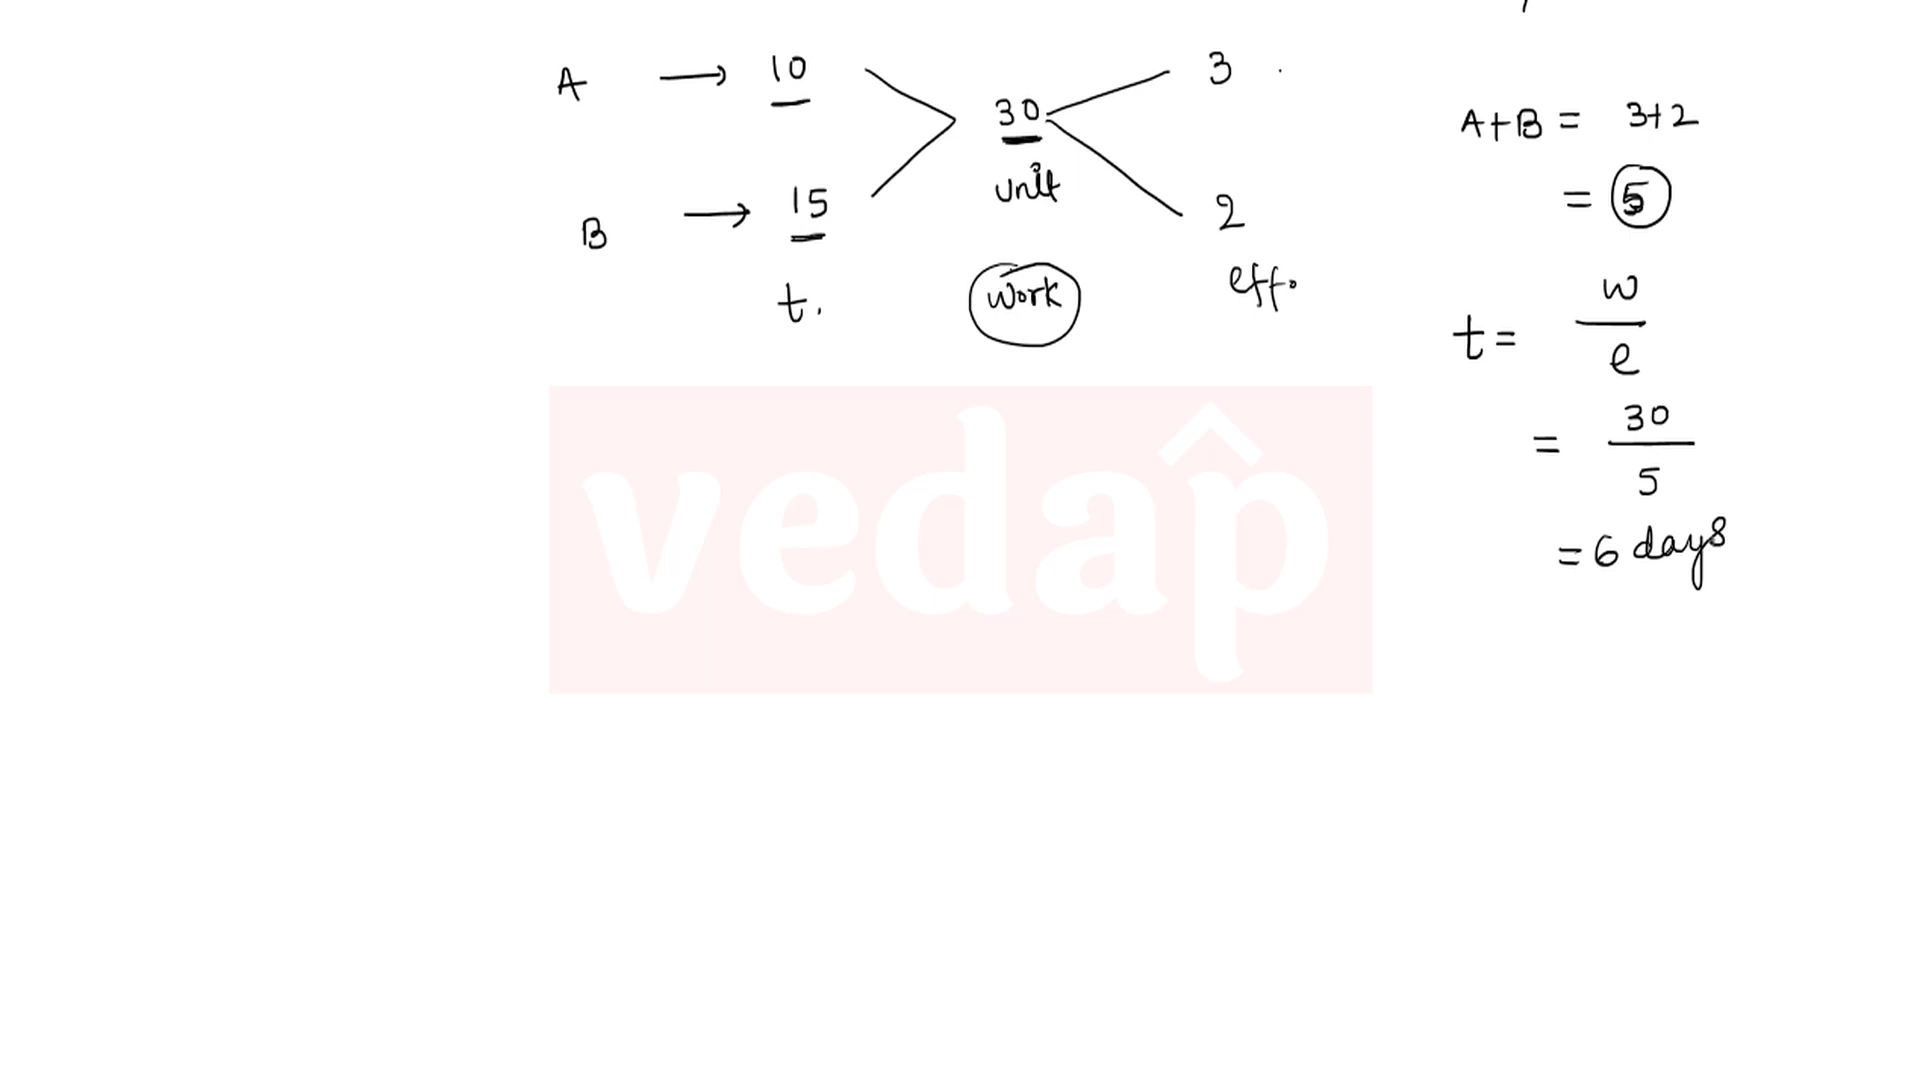 A → 10
30
3
B → 15
unit
2
t.
work
eff.
A+B = 3+2
= 5
t = w/e
= 30/5
= 6 days
vedap